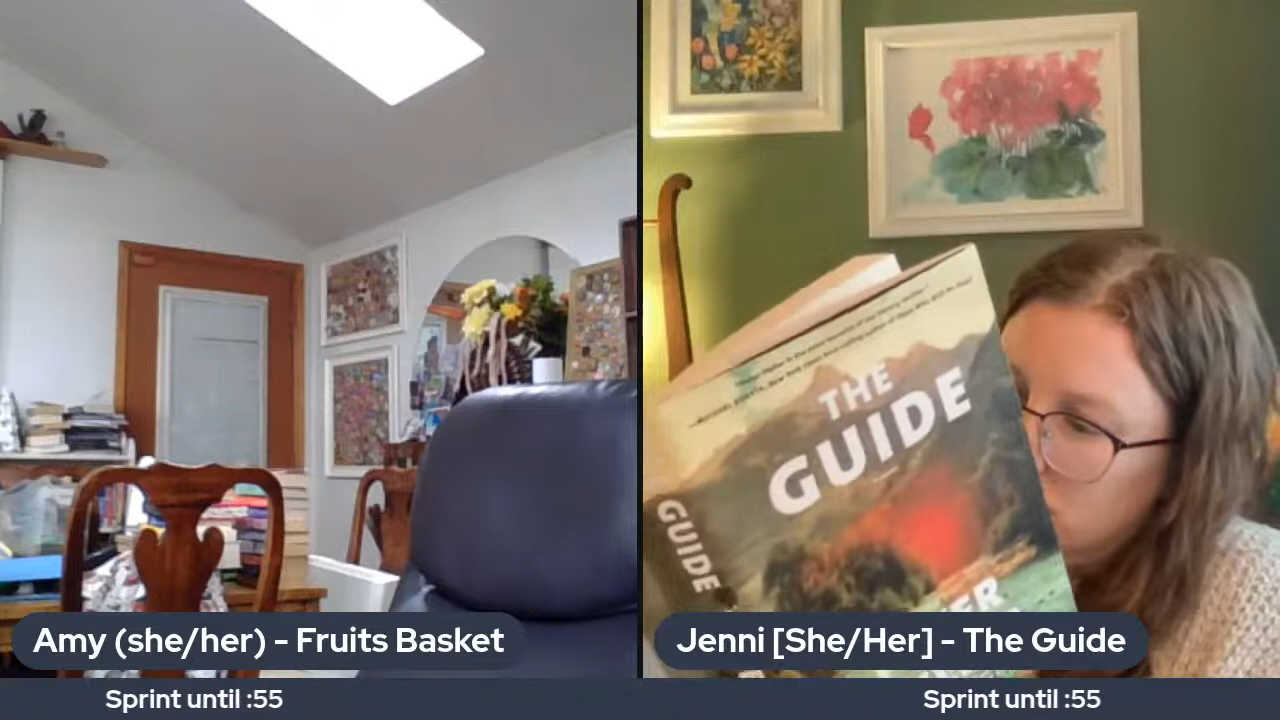 THE
GUIDE
GUIDE
Amy (she/her) - Fruits Basket
Jenni [She/Her] - The Guide
Sprint until :55
Sprint until :55